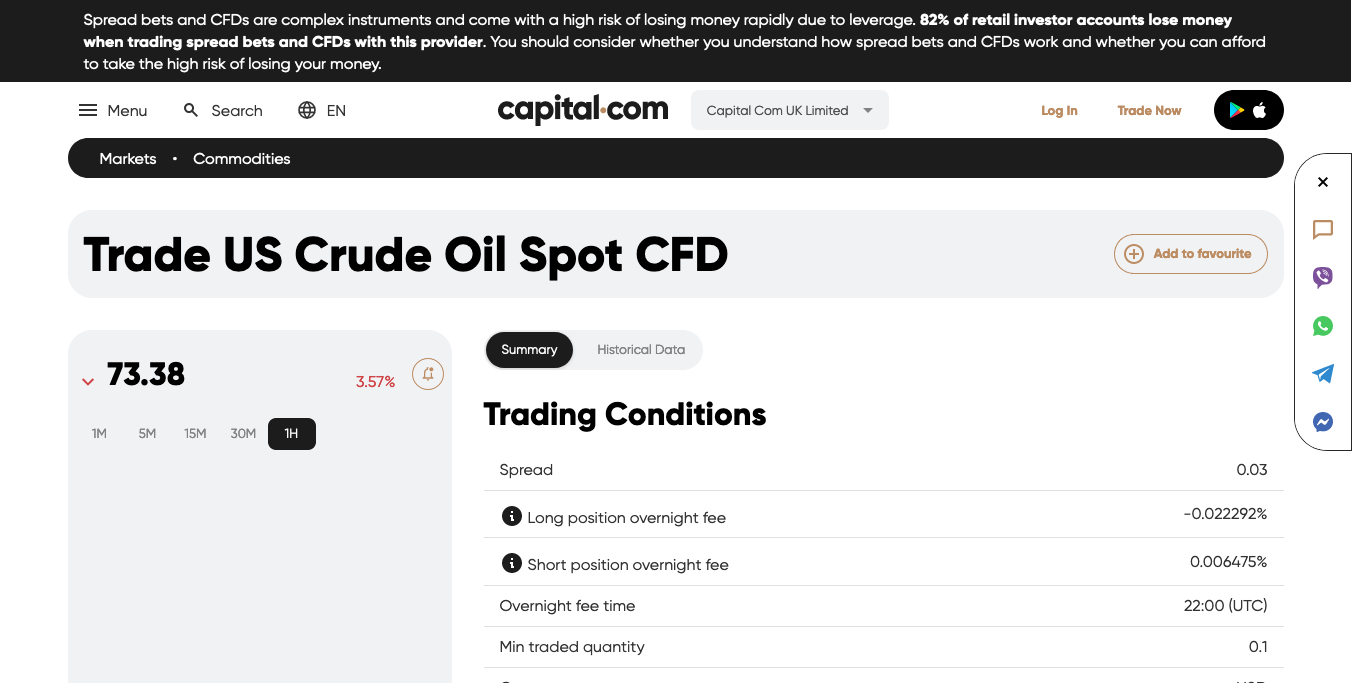 Spread bets and CFDs are complex instruments and come with a high risk of losing money rapidly due to leverage. 82% of retail investor accounts lose money
when trading spread bets and CFDs with this provider. You should consider whether you understand how spread bets and CFDs work and whether you can afford
to take the high risk of losing your money.
Menu Search EN capital.com Capital Com UK Limited Log In Trade Now
Markets • Commodities
Trade US Crude Oil Spot CFD Add to favourite
73.38 3.57%
1M 5M 15M 30M 1H
Summary Historical Data
Trading Conditions
Spread 0.03
Long position overnight fee -0.022292%
Short position overnight fee 0.006475%
Overnight fee time 22:00 (UTC)
Min traded quantity 0.1